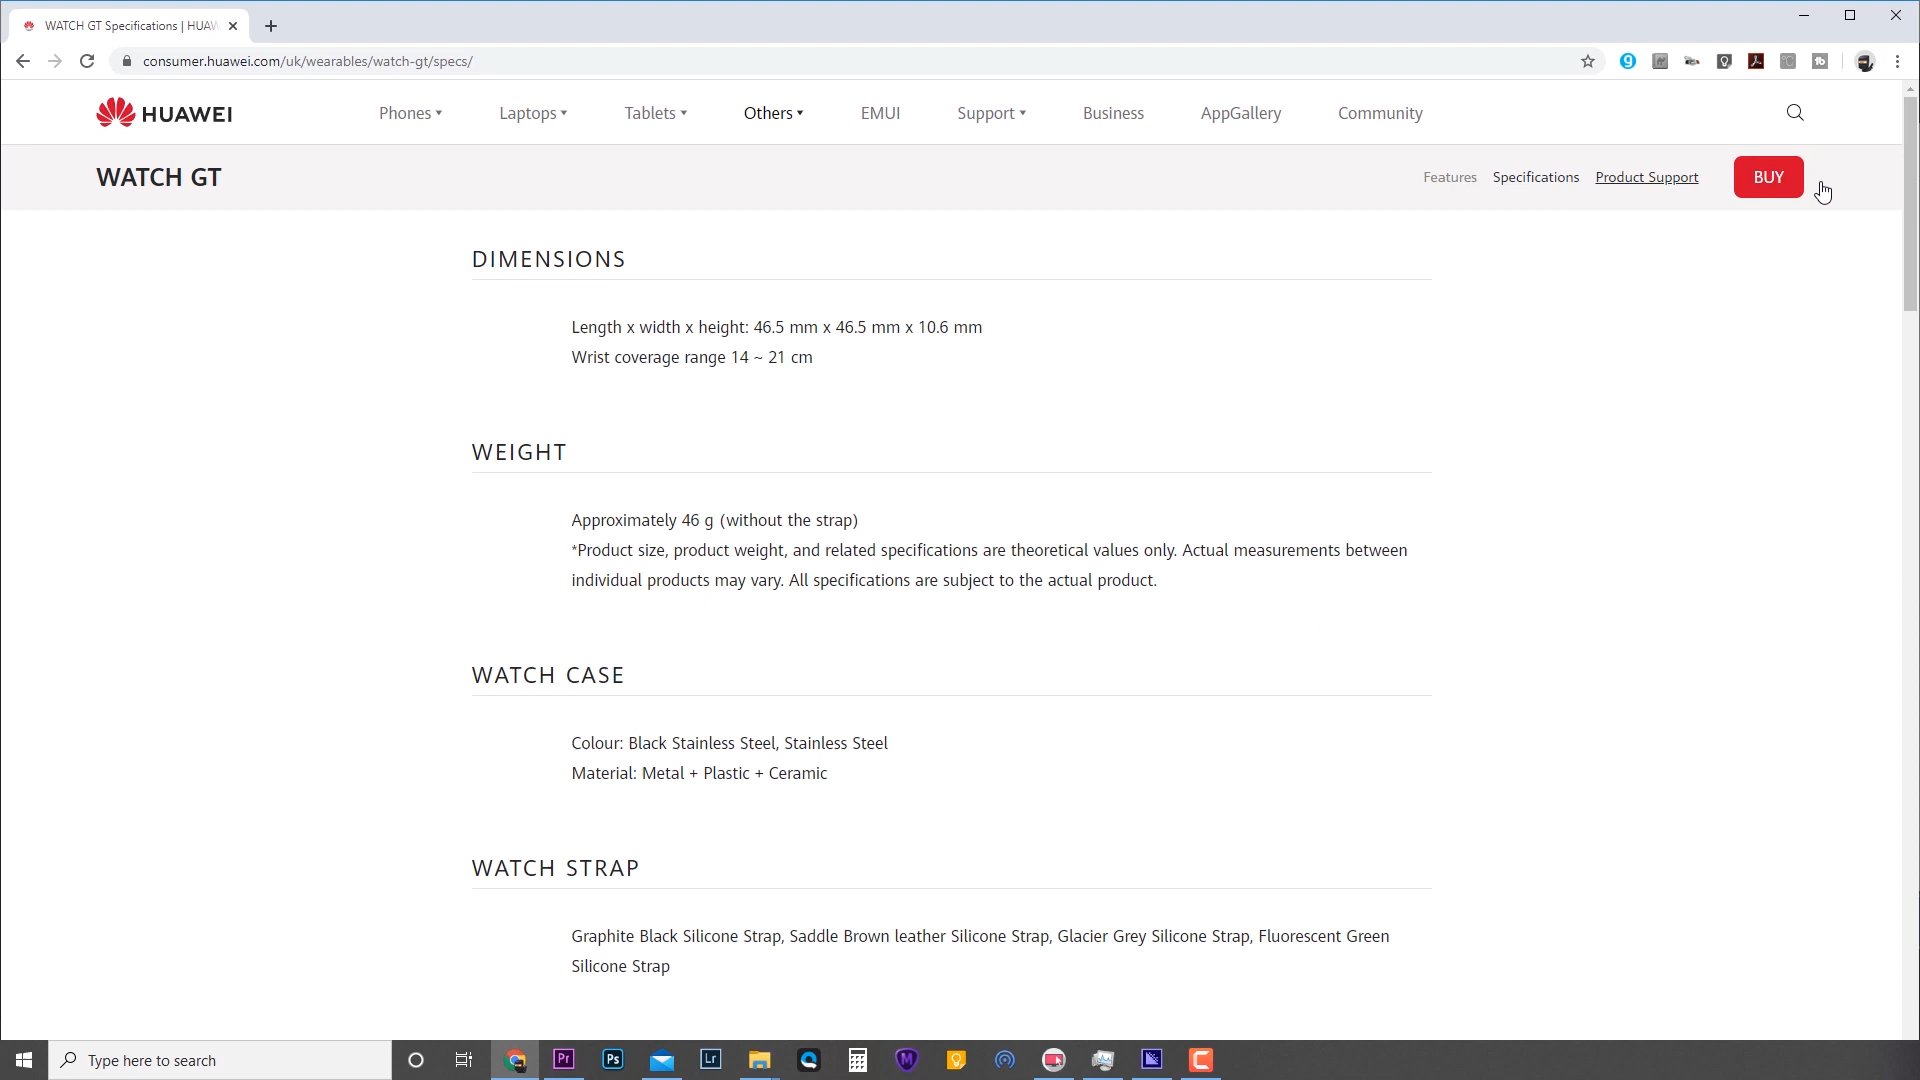 WATCH GT Specifications | HUAW
consumer.huawei.com/uk/wearables/watch-gt/specs/
HUAWEI
Phones
Laptops
Tablets
Others
EMUI
Support
Business
AppGallery
Community
WATCH GT
Features
Specifications
Product Support
BUY
DIMENSIONS
Length x width x height: 46.5 mm x 46.5 mm x 10.6 mm
Wrist coverage range 14 ~ 21 cm
WEIGHT
Approximately 46 g (without the strap)
*Product size, product weight, and related specifications are theoretical values only. Actual measurements between
individual products may vary. All specifications are subject to the actual product.
WATCH CASE
Colour: Black Stainless Steel, Stainless Steel
Material: Metal + Plastic + Ceramic
WATCH STRAP
Graphite Black Silicone Strap, Saddle Brown leather Silicone Strap, Glacier Grey Silicone Strap, Fluorescent Green
Silicone Strap
Type here to search
Pr
Ps
Lr